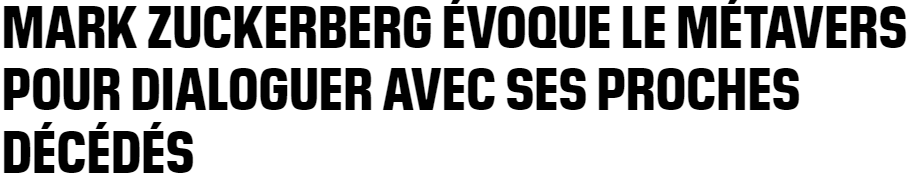 MARK ZUCKERBERG ÉVOQUE LE MÉTAVERS
POUR DIALOGUER AVEC SES PROCHES
DÉCÉDÉS